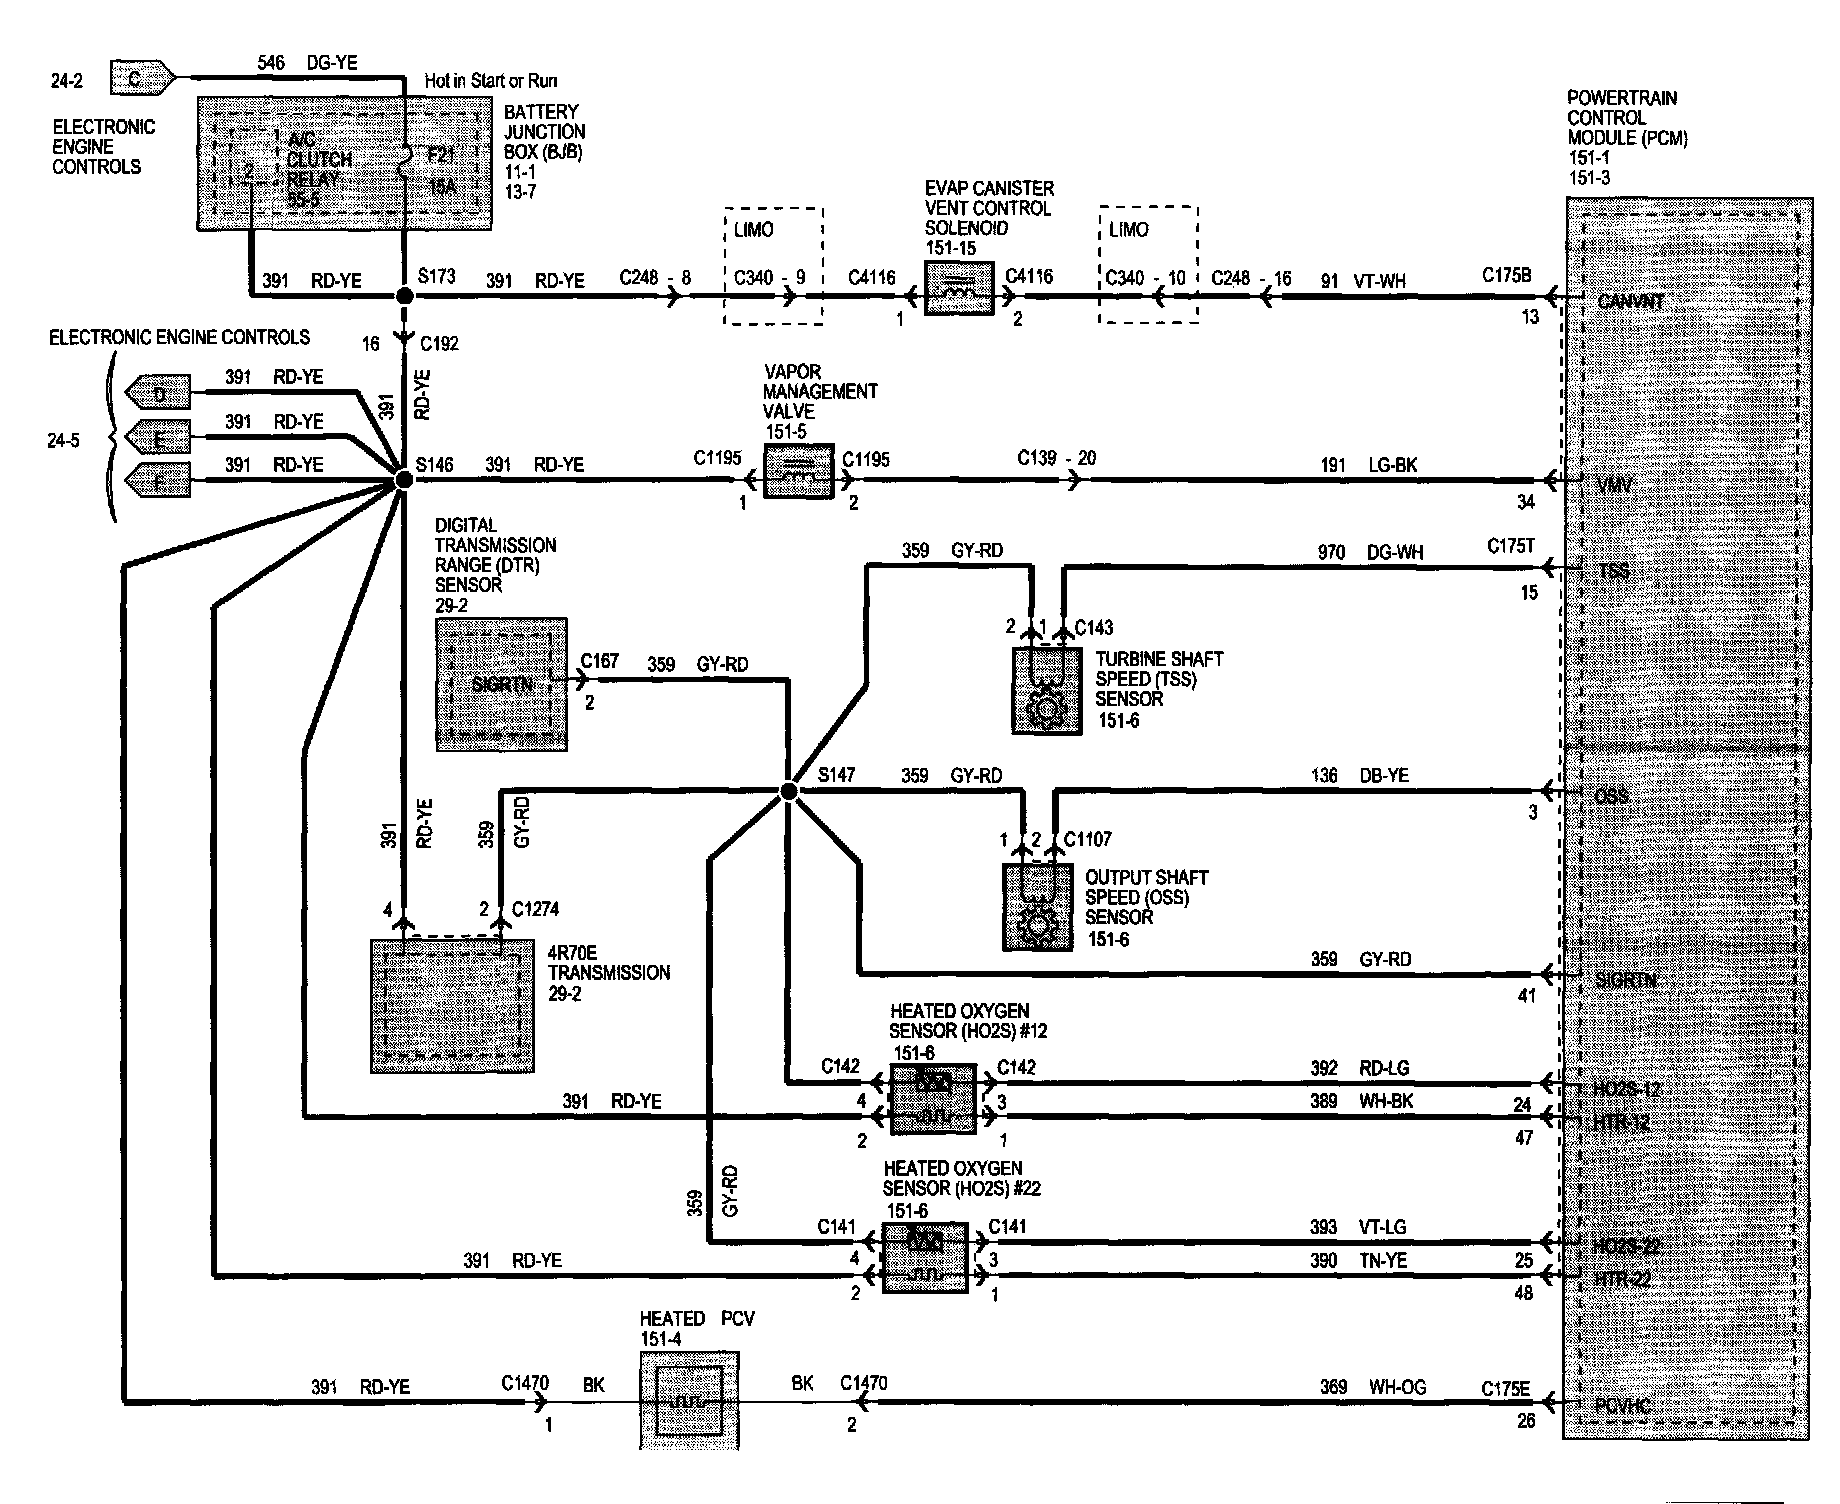 546 DG-YE
24-2
C
Hot in Start or Run
ELECTRONIC
ENGINE
CONTROLS
2
A/C
CLUTCH
RELAY
55-5
F21
15A
BATTERY
JUNCTION
BOX (BJB)
11-1
13-7
POWERTRAIN
CONTROL
MODULE (PCM)
151-1
151-3
EVAP CANISTER
VENT CONTROL
SOLENOID
151-15
LIMO
LIMO
391 RD-YE
S173
391 RD-YE
C248 - 8
C340 - 9
C4116
1
C4116
2
C340 - 10
C248 - 16
91 VT-WH
C175B
13
CANVNT
16
C192
391
RD-YE
ELECTRONIC ENGINE CONTROLS
24-5
391 RD-YE
D
391 RD-YE
E
391 RD-YE
F
VAPOR
MANAGEMENT
VALVE
151-5
S146
391 RD-YE
C1195
1
C1195
2
C139 - 20
191 LG-BK
34
VMV
DIGITAL
TRANSMISSION
RANGE (DTR)
SENSOR
29-2
SIGRTN
C167
2
359 GY-RD
359 GY-RD
970 DG-WH
C175T
15
TSS
2 1 C143
TURBINE SHAFT
SPEED (TSS)
SENSOR
151-6
S147
359 GY-RD
136 DB-YE
3
OSS
1 2 C1107
OUTPUT SHAFT
SPEED (OSS)
SENSOR
151-6
391
RD-YE
359
GY-RD
4
2 C1274
4R70E
TRANSMISSION
29-2
359 GY-RD
41
SIGRTN
HEATED OXYGEN
SENSOR (HO2S) #12
151-6
C142
4
C142
3
392 RD-LG
24
HO2S-12
391 RD-YE
2
1
389 WH-BK
47
HTR-12
359
GY-RD
HEATED OXYGEN
SENSOR (HO2S) #22
151-6
C141
4
C141
3
393 VT-LG
25
HO2S-22
391 RD-YE
2
1
390 TN-YE
48
HTR-22
HEATED PCV
151-4
391 RD-YE
C1470
1
BK
BK
C1470
2
369 WH-OG
C175E
26
PCVHC